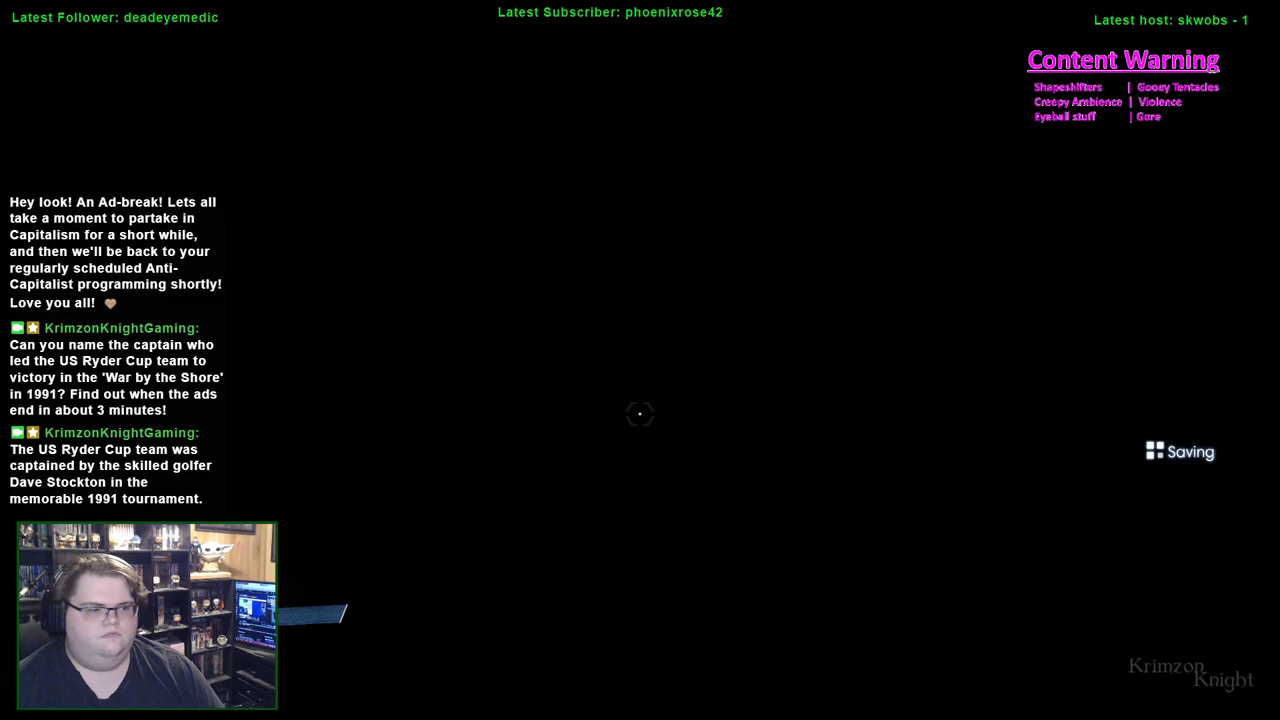 Latest Follower: deadeyemedic
Latest Subscriber: phoenixrose42
Latest host: skwobs - 1
Content Warning
Shapeshifters | Gooey Tentacles
Creepy Ambience | Violence
Eyeball stuff | Gore
Hey look! An Ad-break! Lets all
take a moment to partake in
Capitalism for a short while,
and then we'll be back to your
regularly scheduled Anti-
Capitalist programming shortly!
Love you all!
KrimzonKnightGaming:
Can you name the captain who
led the US Ryder Cup team to
victory in the 'War by the Shore'
in 1991? Find out when the ads
end in about 3 minutes!
KrimzonKnightGaming:
The US Ryder Cup team was
captained by the skilled golfer
Dave Stockton in the
memorable 1991 tournament.
Saving
Krimzon
Knight